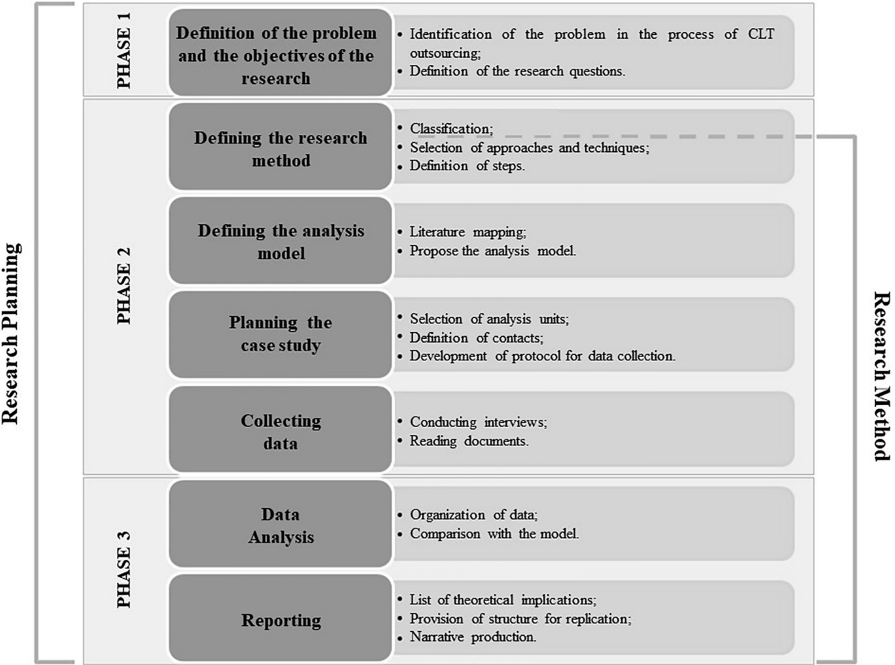 Research Planning
PHASE 1
Definition of the problem
and the objectives of the
research
• Identification of the problem in the process of CLT
outsourcing;
• Definition of the research questions.
PHASE 2
Defining the research
method
• Classification;
• Selection of approaches and techniques;
• Definition of steps.
Defining the analysis
model
• Literature mapping;
• Propose the analysis model.
Planning the
case study
• Selection of analysis units;
• Definition of contacts;
• Development of protocol for data collection.
Collecting
data
• Conducting interviews;
• Reading documents.
PHASE 3
Data
Analysis
• Organization of data;
• Comparison with the model.
Reporting
• List of theoretical implications;
• Provision of structure for replication;
• Narrative production.
Research Method